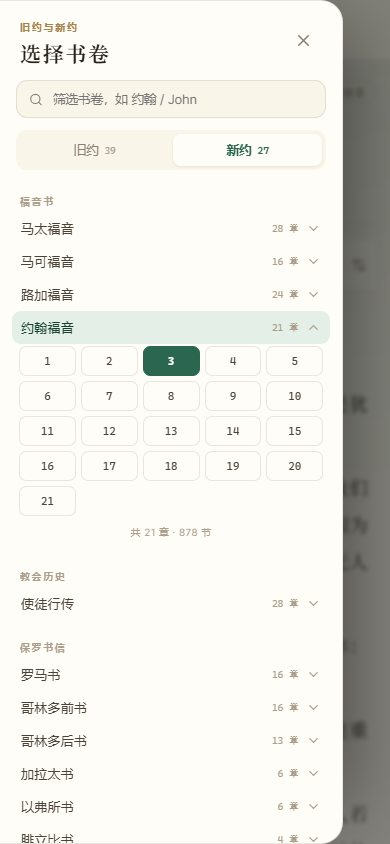 旧约与新约
选择书卷
筛选书卷，如 约翰 / John
旧约 39 新约 27
福音书
马太福音 28 章
马可福音 16 章
路加福音 24 章
约翰福音 21 章
1 2 3 4 5
6 7 8 9 10
11 12 13 14 15
16 17 18 19 20
21
共 21 章 · 878 节
教会历史
使徒行传 28 章
保罗书信
罗马书 16 章
哥林多前书 16 章
哥林多后书 13 章
加拉太书 6 章
以弗所书 6 章
腓立比书 4 章